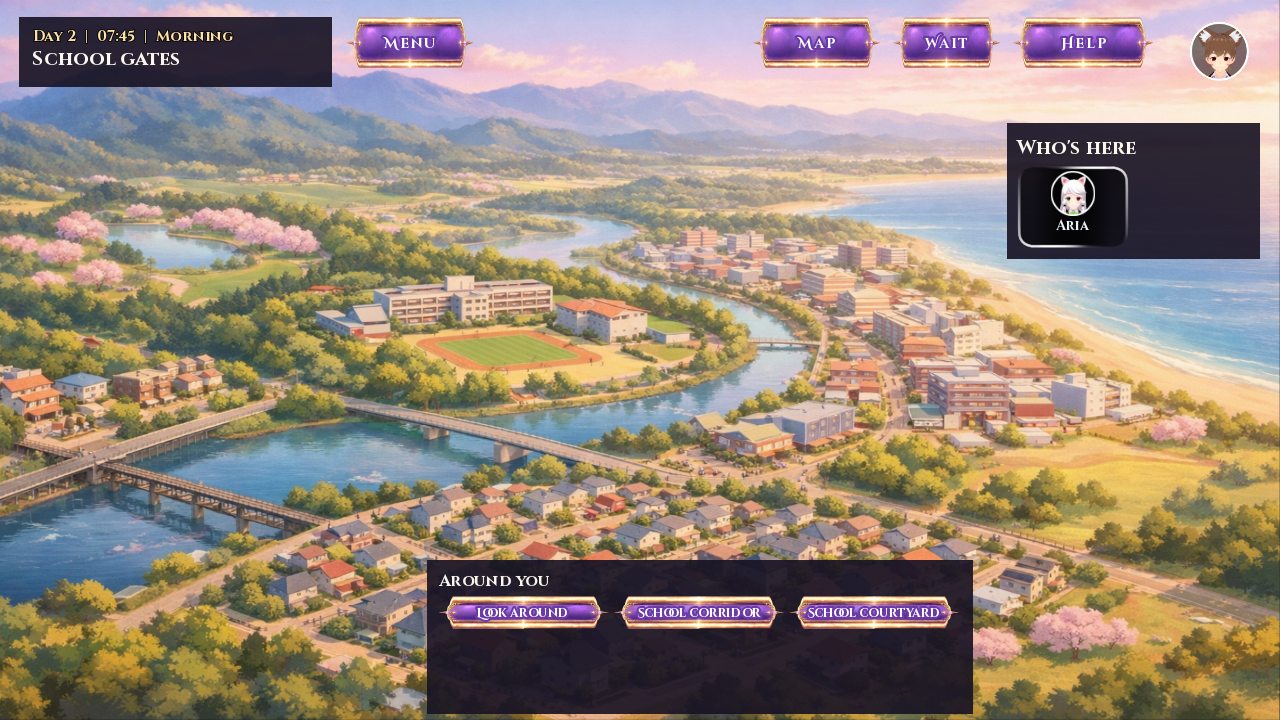 Day 2 | 07:45 | Morning
School gates
Menu
Map
Wait
Help
Who's here
Aria
Around you
Look around
School corridor
School courtyard